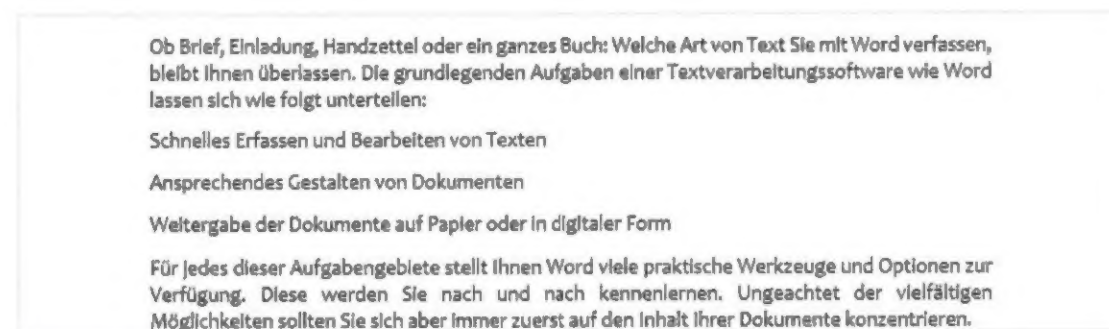 Ob Brief, Einladung, Handzettel oder ein ganzes Buch: Welche Art von Text Sie mit Word verfassen,
bleibt Ihnen überlassen. Die grundlegenden Aufgaben einer Textverarbeitungssoftware wie Word
lassen sich wie folgt unterteilen:
Schnelles Erfassen und Bearbeiten von Texten
Ansprechendes Gestalten von Dokumenten
Weitergabe der Dokumente auf Papier oder in digitaler Form
Für jedes dieser Aufgabengebiete stellt Ihnen Word viele praktische Werkzeuge und Optionen zur
Verfügung. Diese werden Sie nach und nach kennenlernen. Ungeachtet der vielfältigen
Möglichkeiten sollten Sie sich aber immer zuerst auf den Inhalt Ihrer Dokumente konzentrieren.